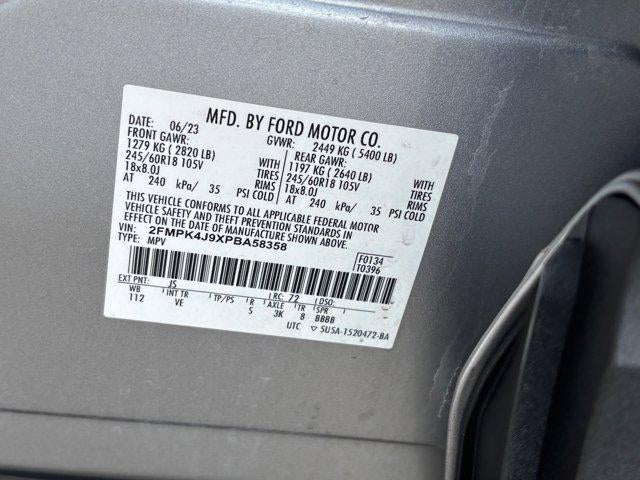 MFD. BY FORD MOTOR CO.
DATE: 06/23 GVWR: 2449 KG ( 5400 LB)
FRONT GAWR: REAR GAWR:
1279 KG ( 2820 LB) WITH 1197 KG ( 2640 LB) WITH
245/60R18 105V TIRES 245/60R18 105V TIRES
18x8.0J RIMS 18x8.0J RIMS
AT 240 kPa/ 35 PSI COLD AT 240 kPa/ 35 PSI COLD
THIS VEHICLE CONFORMS TO ALL APPLICABLE FEDERAL MOTOR
VEHICLE SAFETY AND THEFT PREVENTION STANDARDS IN
EFFECT ON THE DATE OF MANUFACTURE SHOWN ABOVE.
VIN: 2FMPK4J9XPBA58358 F0134
TYPE: MPV T0396
EXT PNT: JS RC: 72 DSO:
WB INT TR TP/PS R AXLE TR SPR
112 VE S 3K 8 BBBB
UTC ▽ 5U5A-1520472-BA